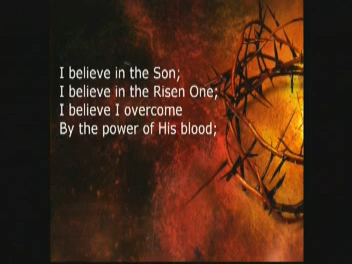 I believe in the Son;
I believe in the Risen One;
I believe I overcome
By the power of His blood;